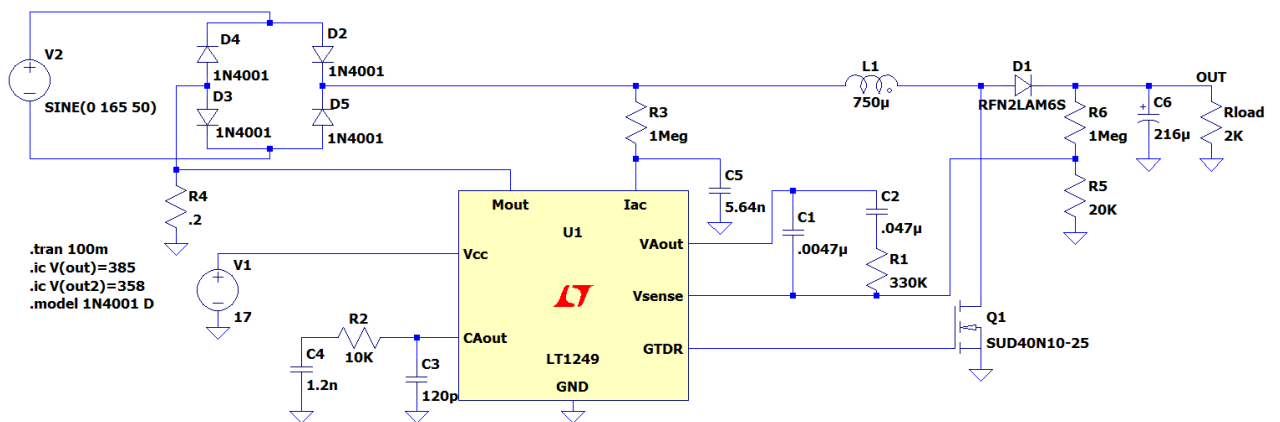 V2
SINE(0 165 50)
D4
1N4001
D2
1N4001
D3
1N4001
D5
1N4001
R4
.2
.tran 100m
.ic V(out)=385
.ic V(out2)=358
.model 1N4001 D
V1
17
R2
10K
C4
1.2n
C3
120p
R3
1Meg
C5
5.64n
Mout
Iac
U1
Vcc
VAout
Vsense
CAout
GTDR
LT1249
GND
C1
.0047µ
C2
.047µ
R1
330K
L1
750µ
D1
RFN2LAM6S
OUT
R6
1Meg
C6
216µ
Rload
2K
R5
20K
Q1
SUD40N10-25